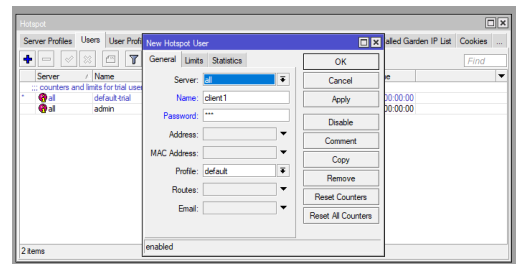 Hotspot
Server Profiles Users User Profi
New Hotspot User
alled Garden IP List Cookies ...
General Limits Statistics
OK
Find
Server / Name
Server: all
Cancel
;;; counters and limits for trial user
Name: client1
Apply
* all default-trial
00:00:00
all admin
00:00:00
Password: ***
Disable
Address:
Comment
MAC Address:
Copy
Profile: default
Remove
Routes:
Reset Counters
Email:
Reset All Counters
enabled
2 items